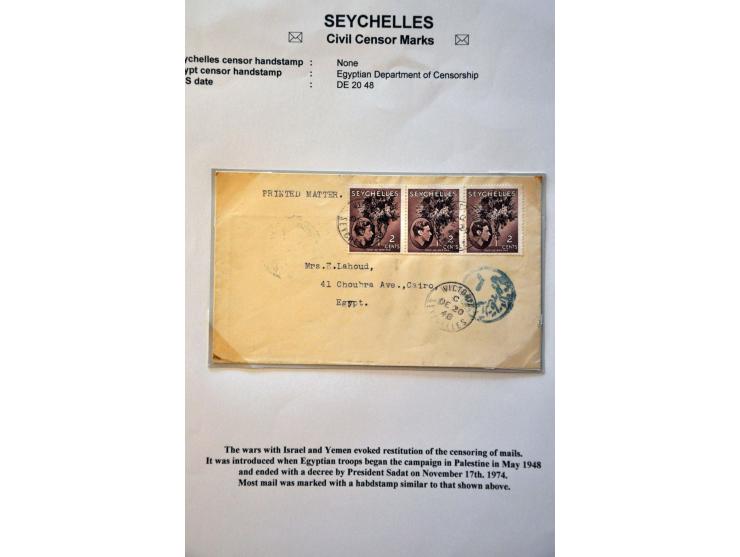 SEYCHELLES
Civil Censor Marks
ychelles censor handstamp : None
ypt censor handstamp : Egyptian Department of Censorship
S date : DE 20 48
PRINTED MATTER.
SEYCHELLES SEYCHELLES SEYCHELLES
2 CENTS 2 CENTS 2 CENTS
Mrs.E.Lahoud,
41 Choubra Ave.,Cairo,
Egypt.
VICTORIA
C
DE 20
48
SEYCHELLES
The wars with Israel and Yemen evoked restitution of the censoring of mails.
It was introduced when Egyptian troops began the campaign in Palestine in May 1948
and ended with a decree by President Sadat on November 17th. 1974.
Most mail was marked with a habdstamp similar to that shown above.